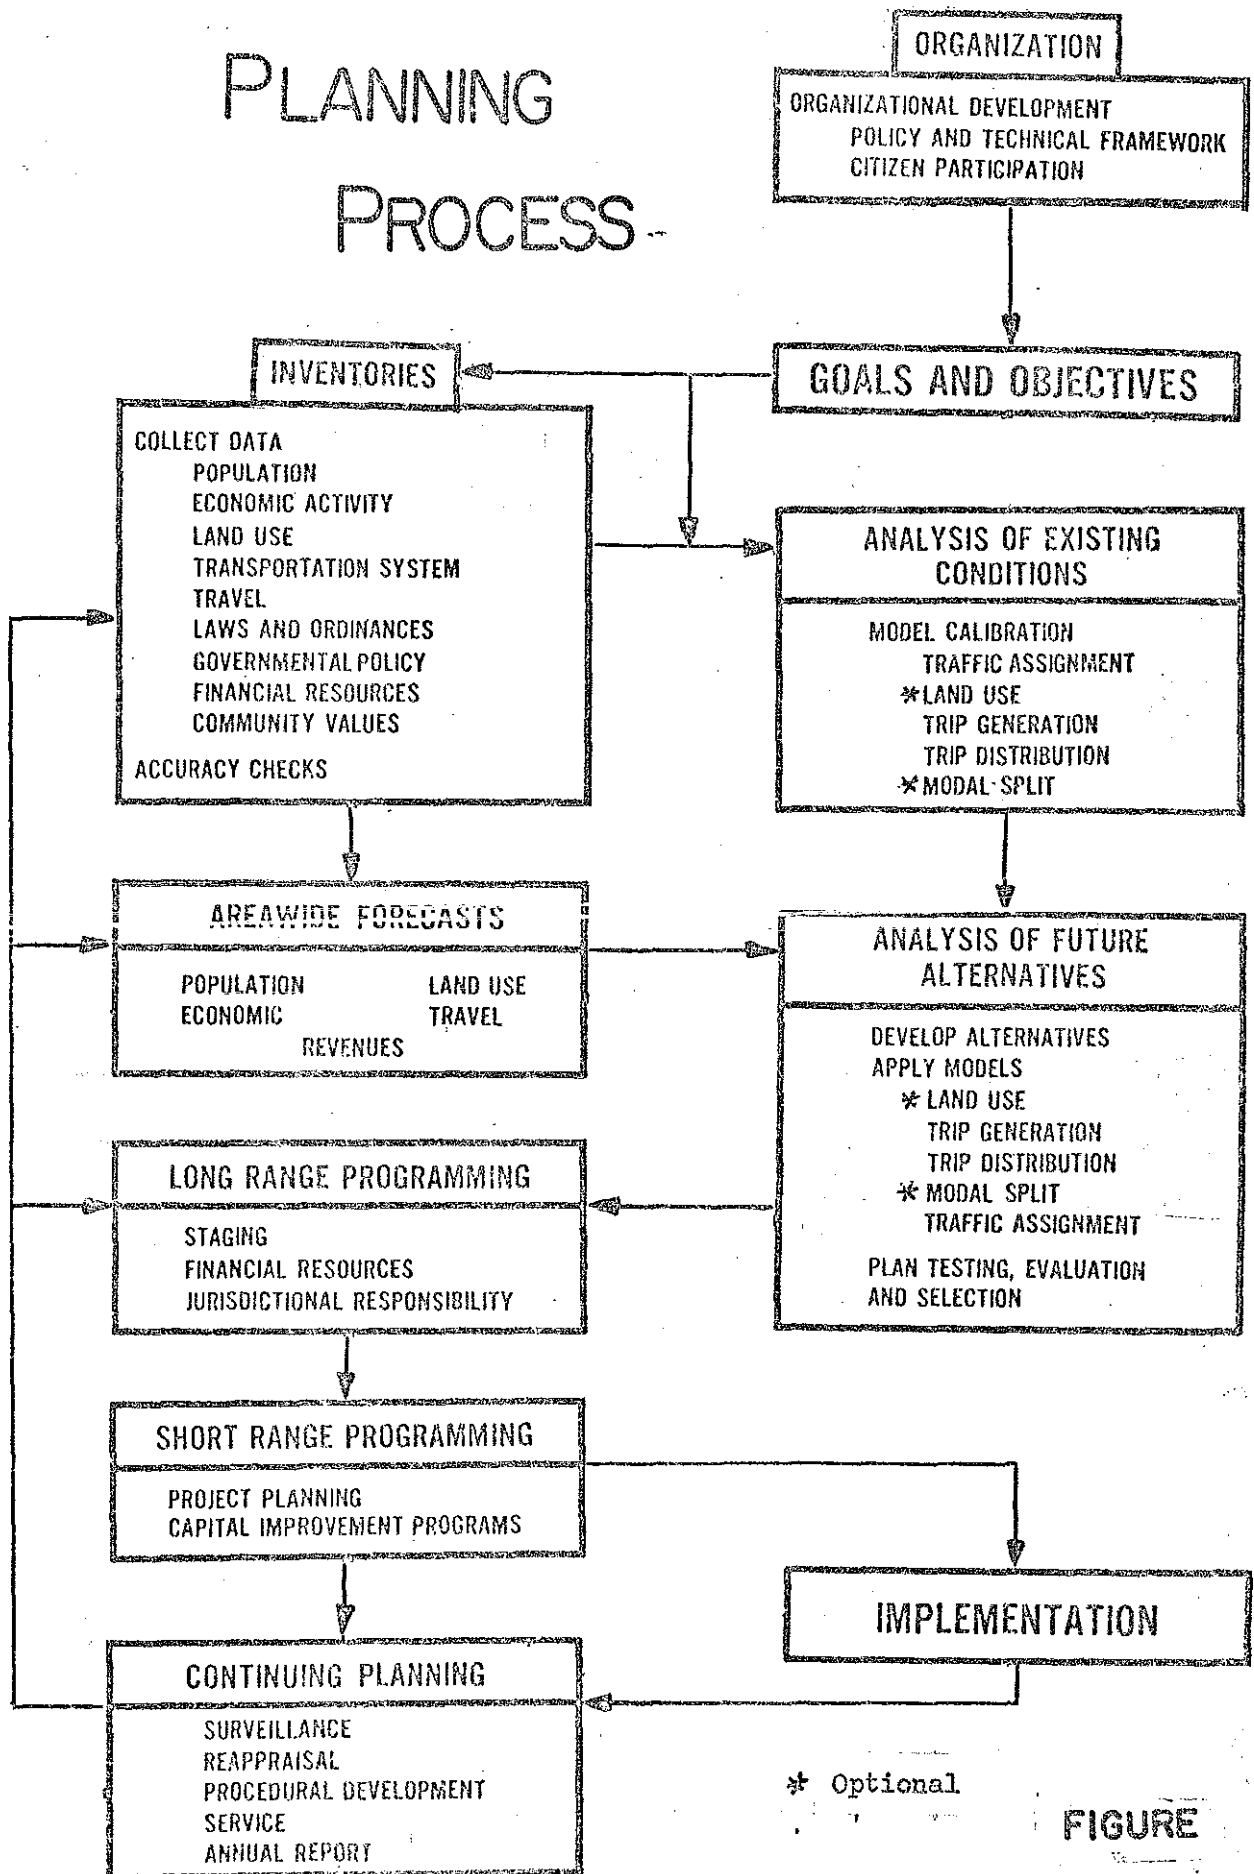 PLANNING
PROCESS
ORGANIZATION
ORGANIZATIONAL DEVELOPMENT
POLICY AND TECHNICAL FRAMEWORK
CITIZEN PARTICIPATION
GOALS AND OBJECTIVES
INVENTORIES
COLLECT DATA
POPULATION
ECONOMIC ACTIVITY
LAND USE
TRANSPORTATION SYSTEM
TRAVEL
LAWS AND ORDINANCES
GOVERNMENTAL POLICY
FINANCIAL RESOURCES
COMMUNITY VALUES
ACCURACY CHECKS
ANALYSIS OF EXISTING
CONDITIONS
MODEL CALIBRATION
TRAFFIC ASSIGNMENT
* LAND USE
TRIP GENERATION
TRIP DISTRIBUTION
* MODAL-SPLIT
AREAWIDE FORECASTS
POPULATION LAND USE
ECONOMIC TRAVEL
REVENUES
ANALYSIS OF FUTURE
ALTERNATIVES
DEVELOP ALTERNATIVES
APPLY MODELS
* LAND USE
TRIP GENERATION
TRIP DISTRIBUTION
* MODAL SPLIT
TRAFFIC ASSIGNMENT
PLAN TESTING, EVALUATION
AND SELECTION
LONG RANGE PROGRAMMING
STAGING
FINANCIAL RESOURCES
JURISDICTIONAL RESPONSIBILITY
SHORT RANGE PROGRAMMING
PROJECT PLANNING
CAPITAL IMPROVEMENT PROGRAMS
IMPLEMENTATION
CONTINUING PLANNING
SURVEILLANCE
REAPPRAISAL
PROCEDURAL DEVELOPMENT
SERVICE
ANNUAL REPORT
* Optional
FIGURE